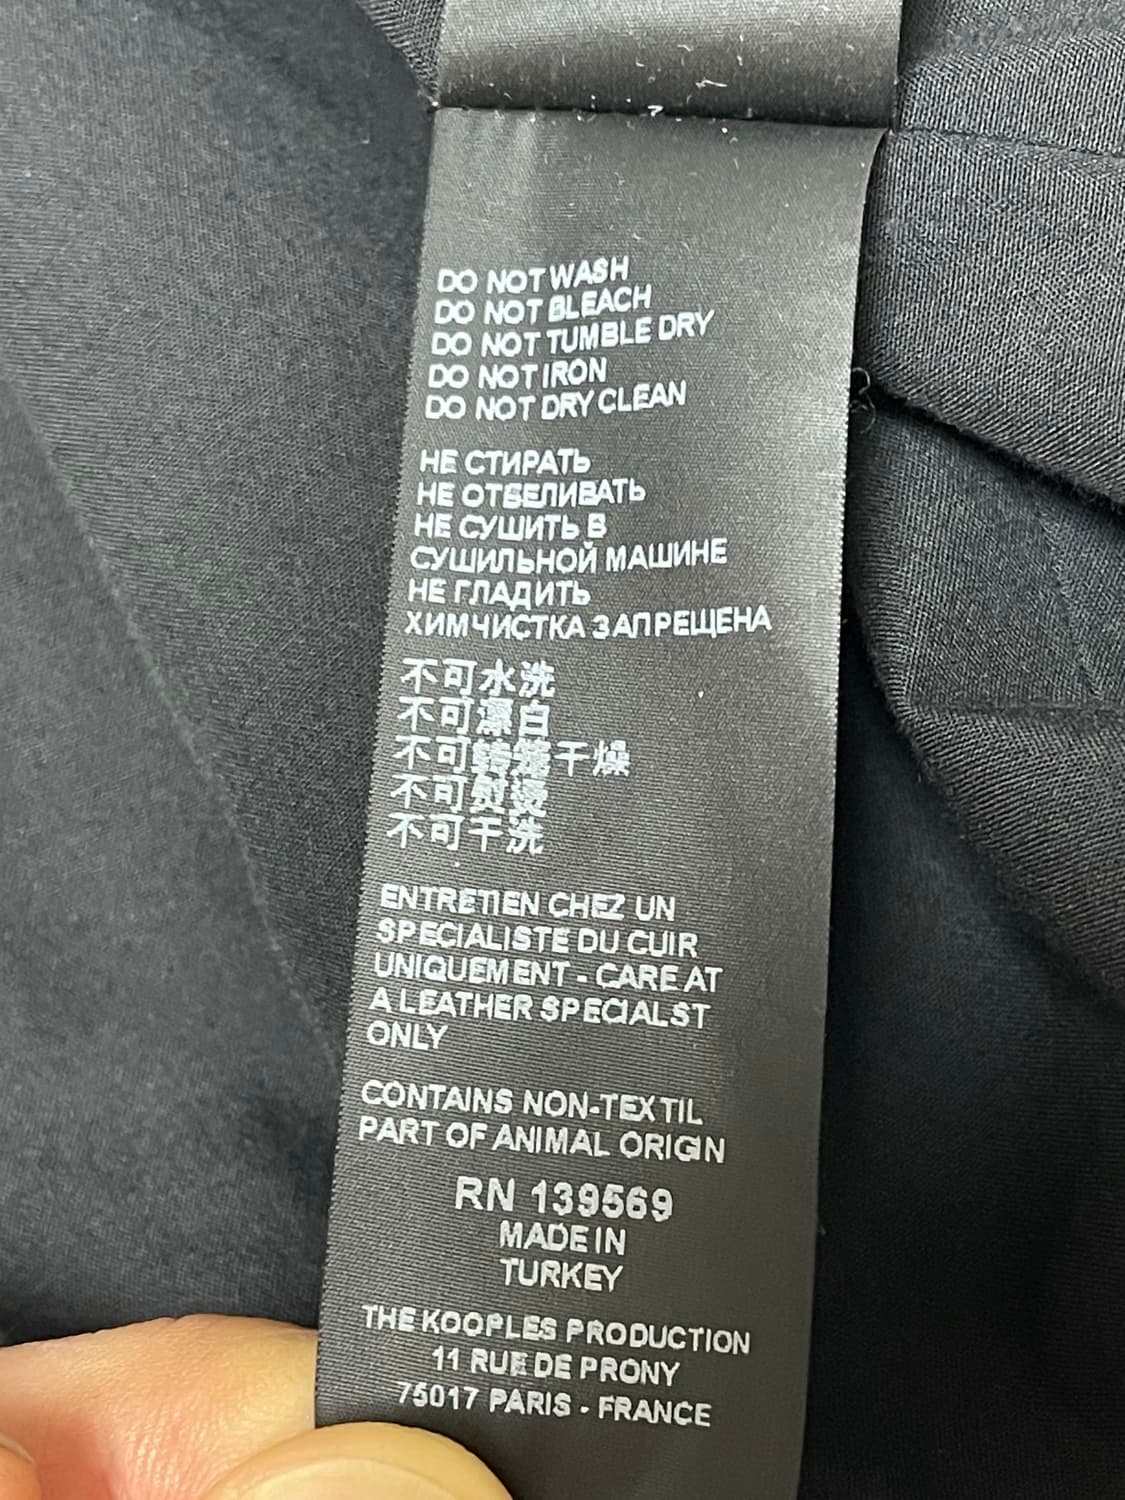 DO NOT WASH
DO NOT BLEACH
DO NOT TUMBLE DRY
DO NOT IRON
DO NOT DRY CLEAN
НЕ СТИРАТЬ
НЕ ОТБЕЛИВАТЬ
НЕ СУШИТЬ В
СУШИЛЬНОЙ МАШИНЕ
НЕ ГЛАДИТЬ
ХИМЧИСТКА ЗАПРЕЩЕНА
不可水洗
不可漂白
不可转笼干燥
不可熨烫
不可干洗
ENTRETIEN CHEZ UN
SPECIALISTE DU CUIR
UNIQUEMENT - CARE AT
A LEATHER SPECIALST
ONLY
CONTAINS NON-TEXTIL
PART OF ANIMAL ORIGIN
RN 139569
MADE IN
TURKEY
THE KOOPLES PRODUCTION
11 RUE DE PRONY
75017 PARIS - FRANCE